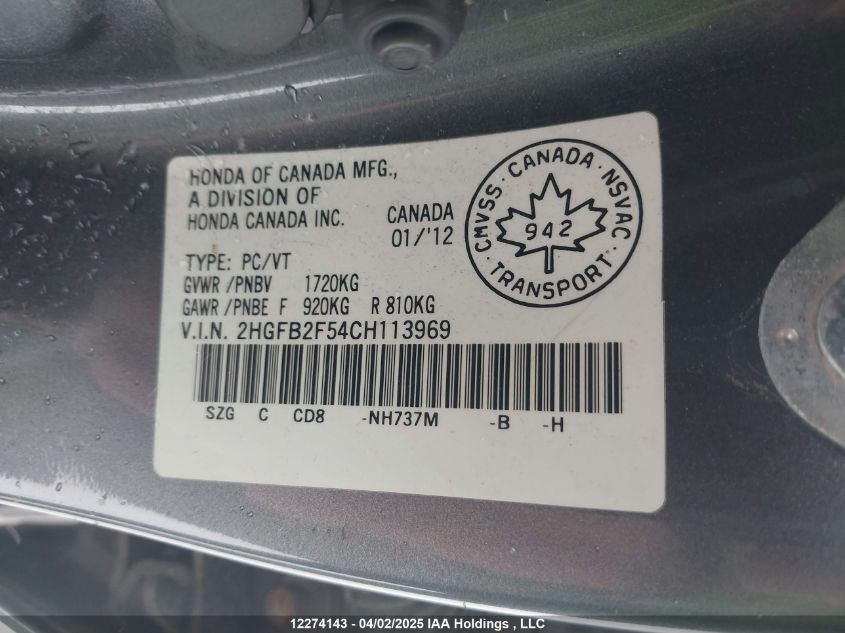 HONDA OF CANADA MFG.,
A DIVISION OF
HONDA CANADA INC.
CANADA
01/'12
CMVSS · CANADA · NSVAC
942
· TRANSPORT ·
TYPE: PC/VT
GVWR /PNBV 1720KG
GAWR /PNBE F 920KG R 810KG
V.I.N. 2HGFB2F54CH113969
SZG C CD8 -NH737M -B -H
12274143 - 04/02/2025 IAA Holdings , LLC